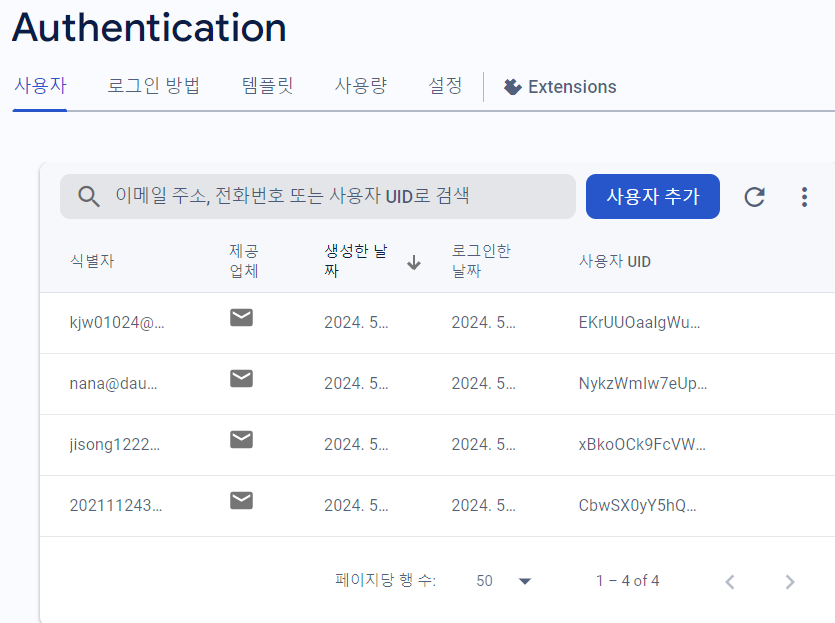 Authentication
사용자 로그인 방법 템플릿 사용량 설정 Extensions
이메일 주소, 전화번호 또는 사용자 UID로 검색 사용자 추가
식별자 제공 업체 생성한 날짜 로그인한 날짜 사용자 UID
kjw01024@... 2024. 5... 2024. 5... EKrUUOaalgWu...
nana@dau... 2024. 5... 2024. 5... NykzWmIw7eUp...
jisong1222... 2024. 5... 2024. 5... xBkoOCk9FcVW...
202111243... 2024. 5... 2024. 5... CbwSX0yY5hQ...
페이지당 행 수: 50 1 – 4 of 4